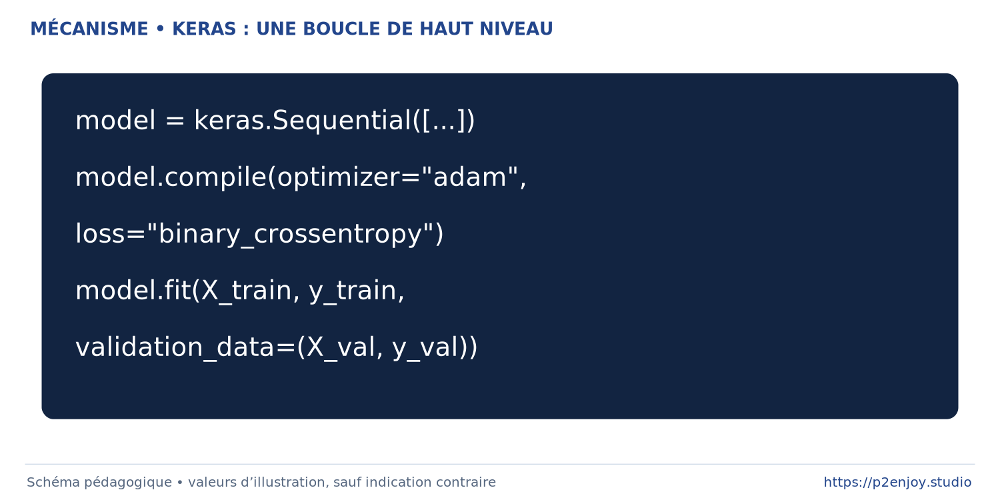 MÉCANISME • KERAS : UNE BOUCLE DE HAUT NIVEAU
model = keras.Sequential([...])
model.compile(optimizer="adam",
loss="binary_crossentropy")
model.fit(X_train, y_train,
validation_data=(X_val, y_val))
Schéma pédagogique • valeurs d’illustration, sauf indication contraire
https://p2enjoy.studio